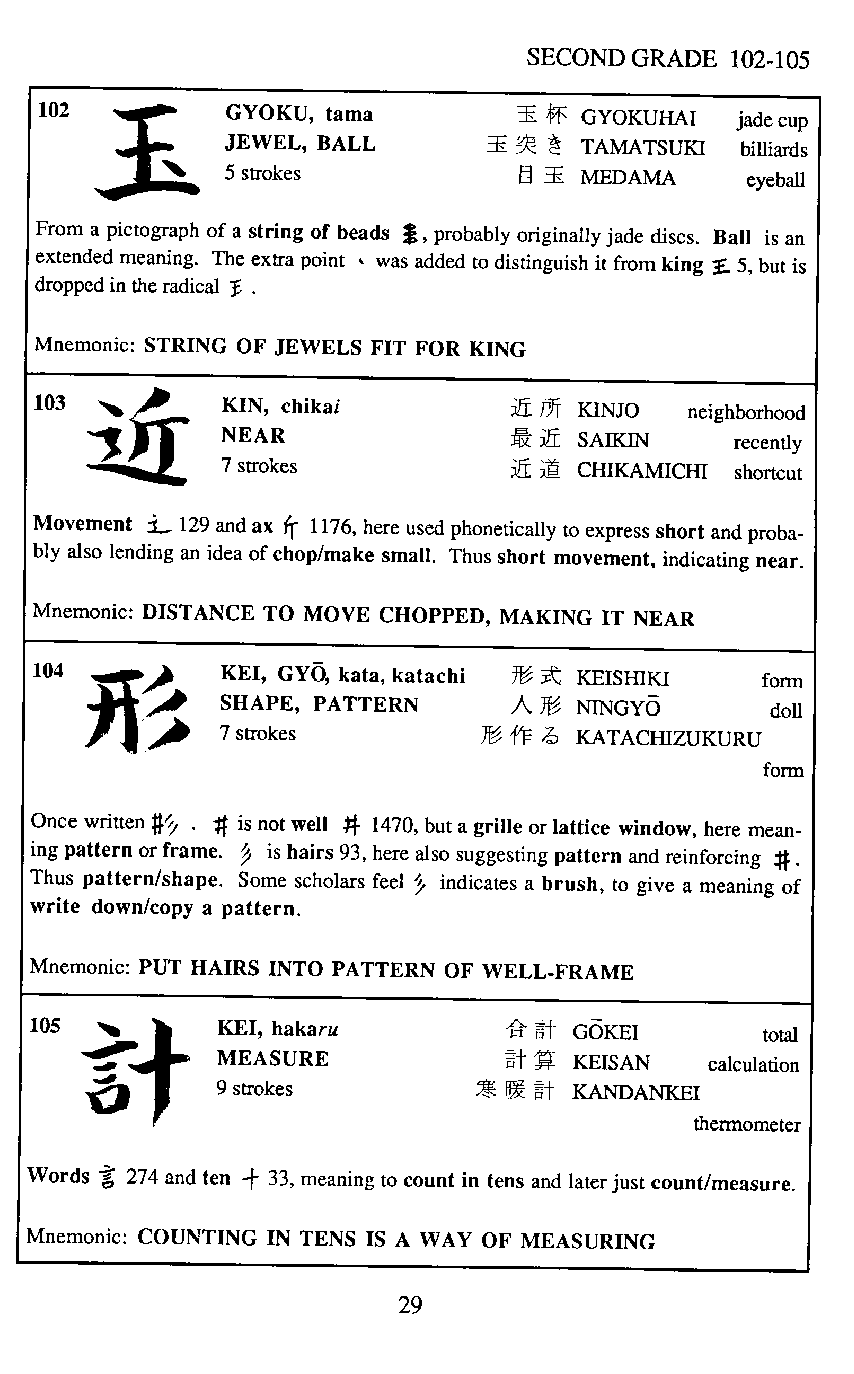 SECOND GRADE 102-105
102
玉
GYOKU, tama
JEWEL, BALL
5 strokes
玉杯 GYOKUHAI jade cup
玉突き TAMATSUKI billiards
目玉 MEDAMA eyeball
From a pictograph of a string of beads , probably originally jade discs. Ball is an
extended meaning. The extra point 丶 was added to distinguish it from king 王 5, but is
dropped in the radical 𤣩 .
Mnemonic: STRING OF JEWELS FIT FOR KING
103
近
KIN, chikai
NEAR
7 strokes
近所 KINJO neighborhood
最近 SAIKIN recently
近道 CHIKAMICHI shortcut
Movement 辶 129 and ax 斤 1176, here used phonetically to express short and proba-
bly also lending an idea of chop/make small. Thus short movement, indicating near.
Mnemonic: DISTANCE TO MOVE CHOPPED, MAKING IT NEAR
104
形
KEI, GYŌ, kata, katachi
SHAPE, PATTERN
7 strokes
形式 KEISHIKI form
人形 NINGYŌ doll
形作る KATACHIZUKURU
form
Once written 井彡 . 井 is not well 井 1470, but a grille or lattice window, here mean-
ing pattern or frame. 彡 is hairs 93, here also suggesting pattern and reinforcing 井.
Thus pattern/shape. Some scholars feel 彡 indicates a brush, to give a meaning of
write down/copy a pattern.
Mnemonic: PUT HAIRS INTO PATTERN OF WELL-FRAME
105
計
KEI, hakaru
MEASURE
9 strokes
合計 GŌKEI total
計算 KEISAN calculation
寒暖計 KANDANKEI
thermometer
Words 言 274 and ten 十 33, meaning to count in tens and later just count/measure.
Mnemonic: COUNTING IN TENS IS A WAY OF MEASURING
29